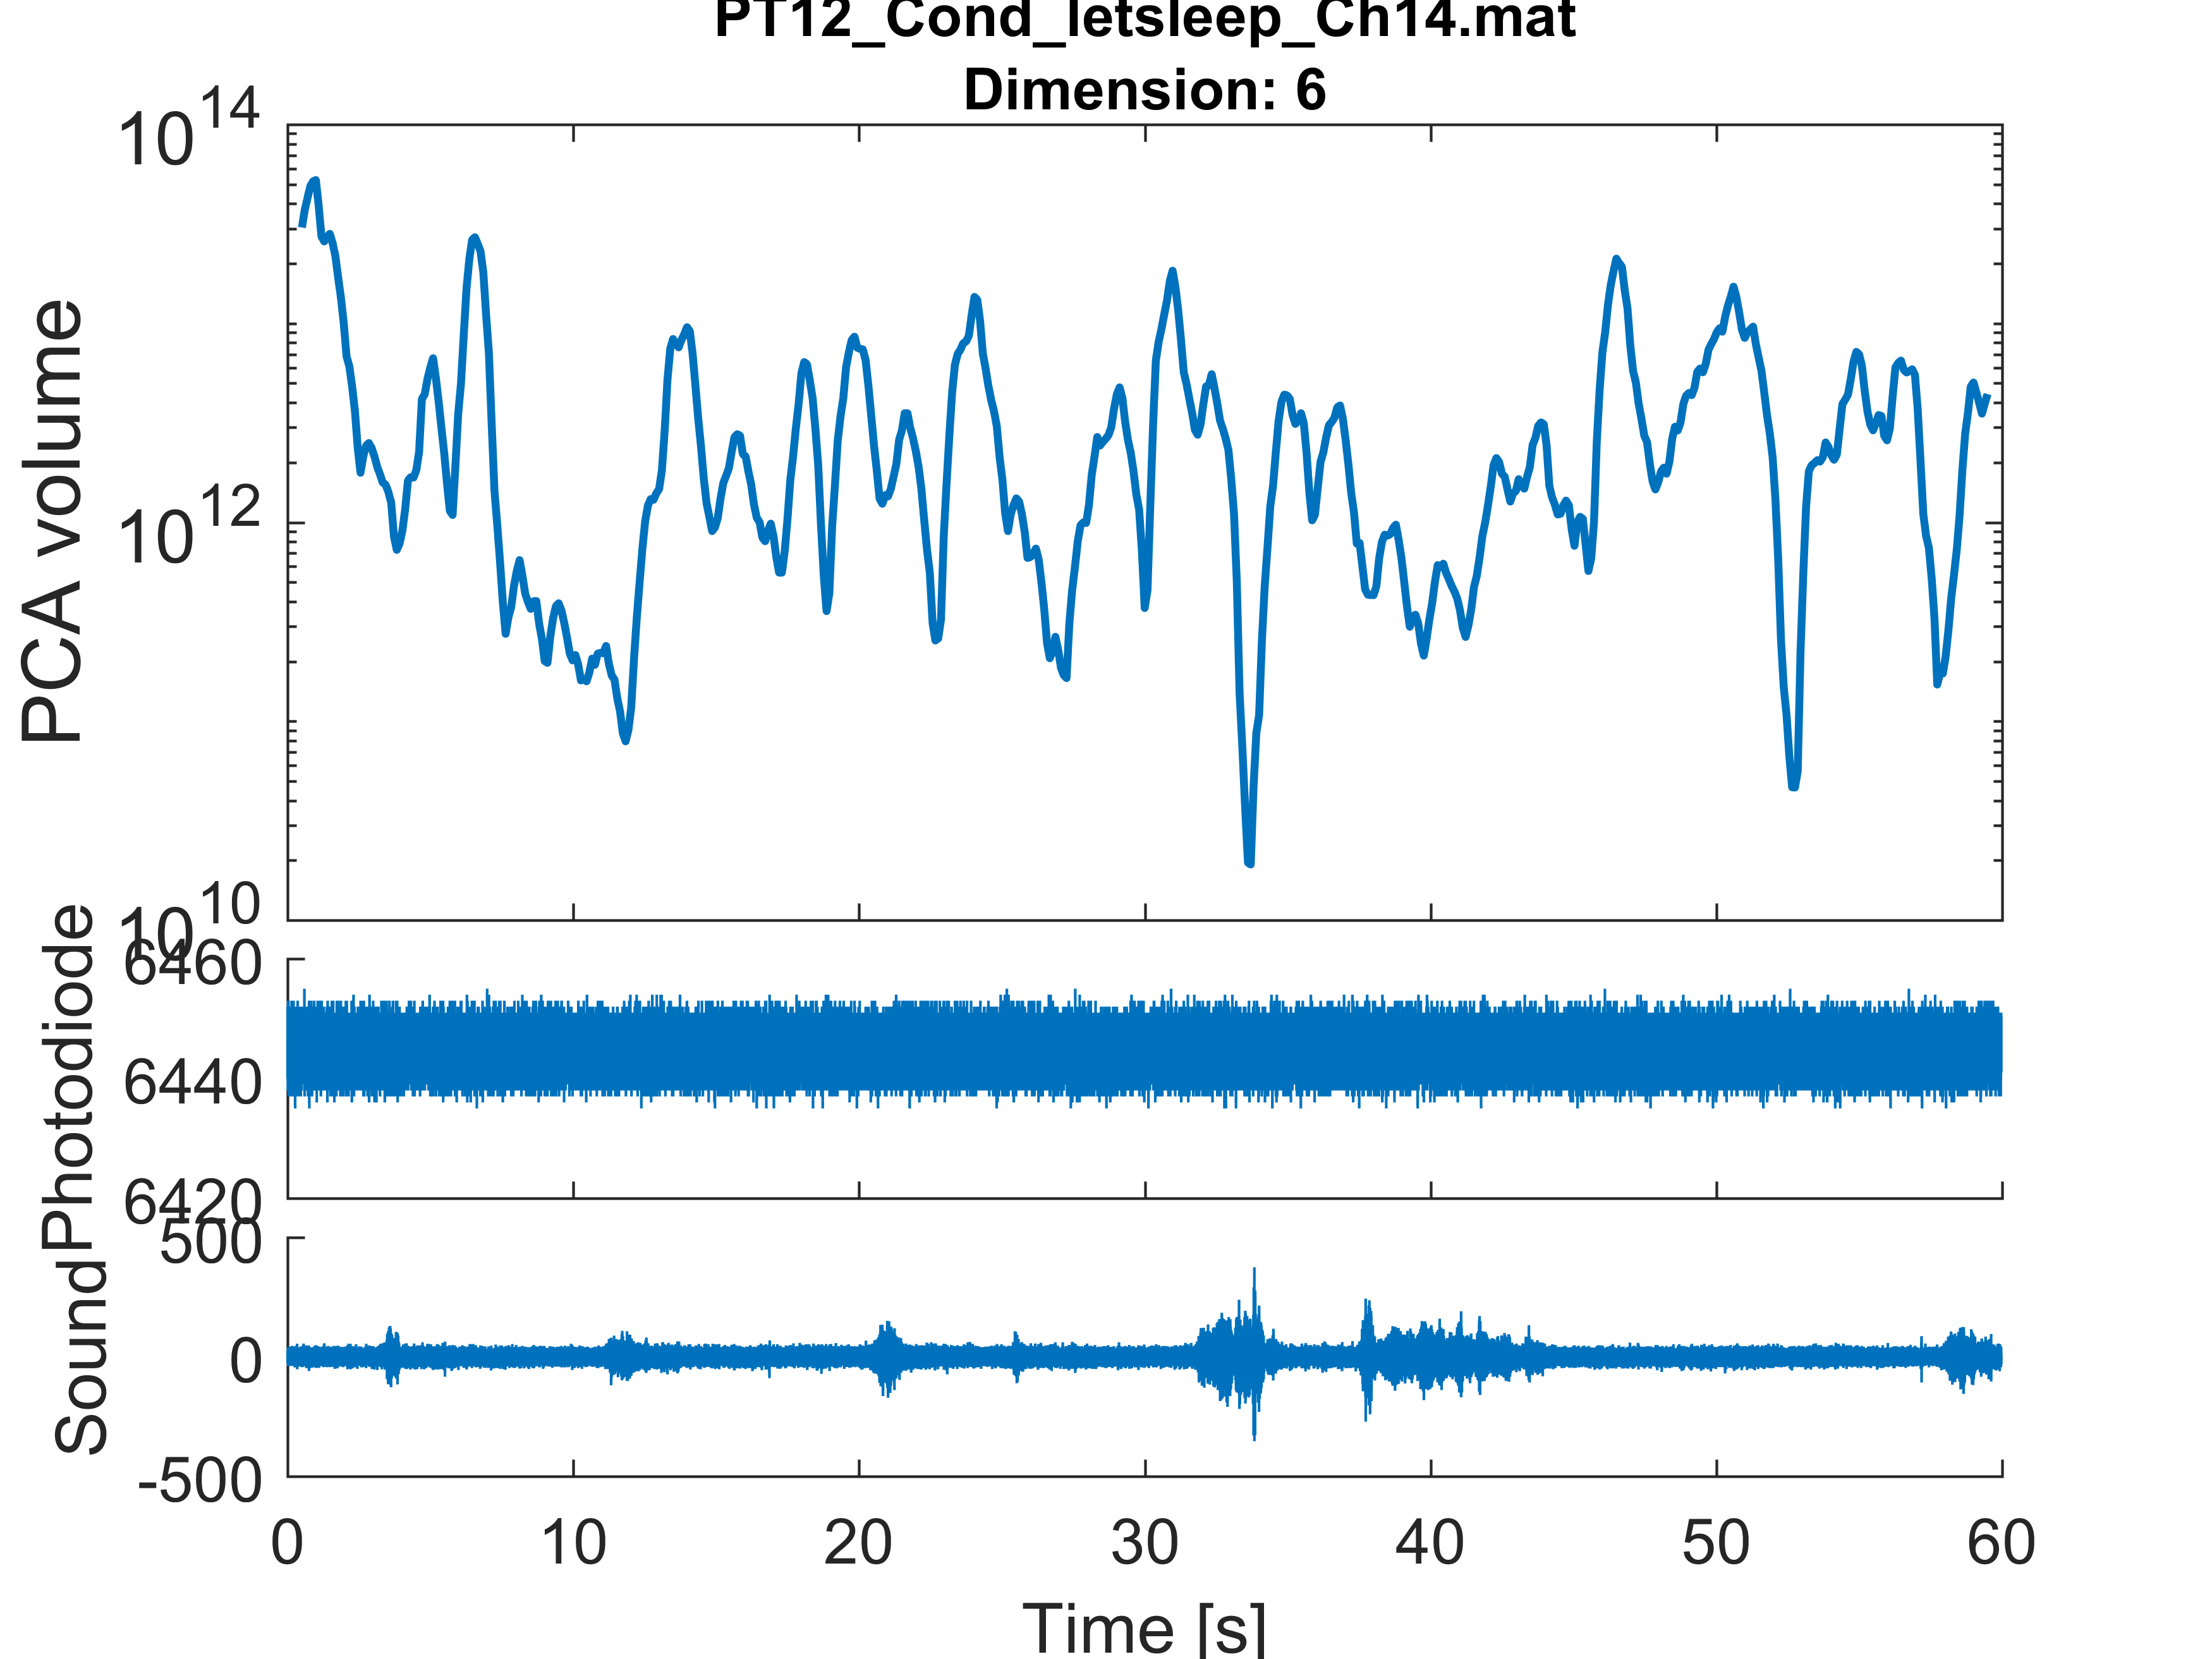 PT12_Cond_letsleep_Ch14.mat
Dimension: 6
PCA volume
10^14
10^12
10^10
Photodiode
6460
6440
6420
Sound
500
0
-500
0 10 20 30 40 50 60
Time [s]